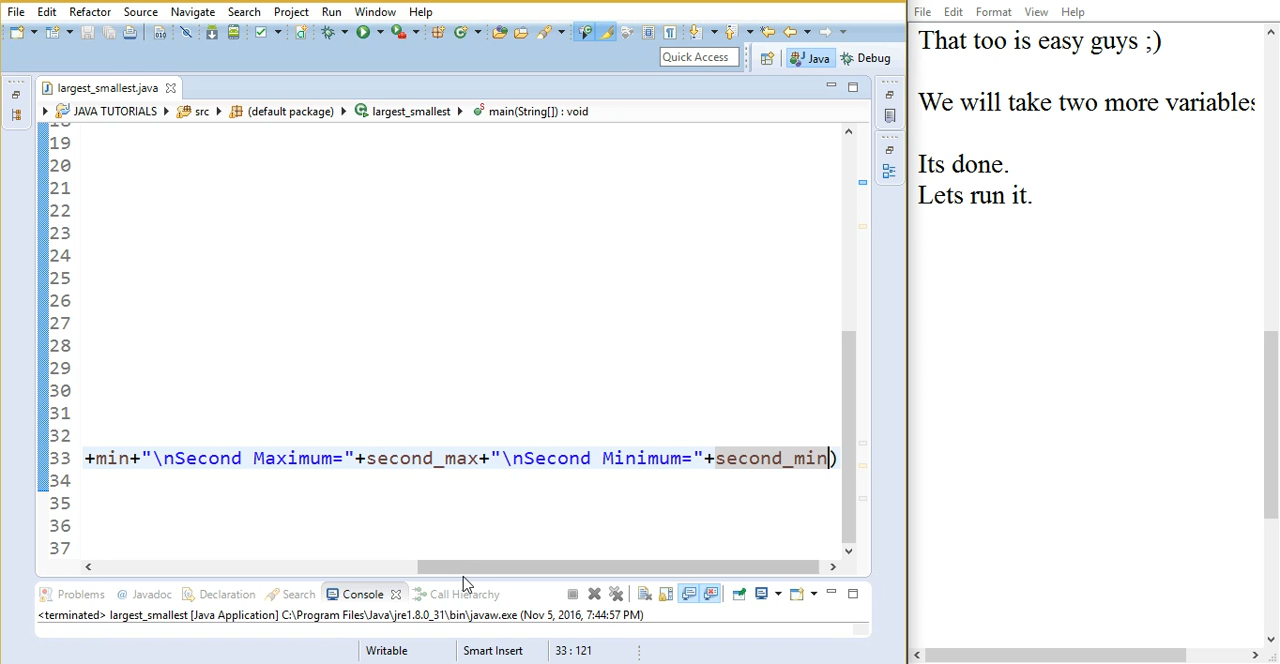 File Edit Refactor Source Navigate Search Project Run Window Help
Quick Access
Java
Debug
largest_smallest.java
JAVA TUTORIALS src (default package) largest_smallest main(String[]) : void
19
20
21
22
23
24
25
26
27
28
29
30
31
32
33 +min+"\nSecond Maximum="+second_max+"\nSecond Minimum="+second_min)
34
35
36
37
Problems Javadoc Declaration Search Console Call Hierarchy
<terminated> largest_smallest [Java Application] C:\Program Files\Java\jre1.8.0_31\bin\javaw.exe (Nov 5, 2016, 7:44:57 PM)
Writable Smart Insert 33 : 121
File Edit Format View Help
That too is easy guys ;)
We will take two more variables
Its done.
Lets run it.